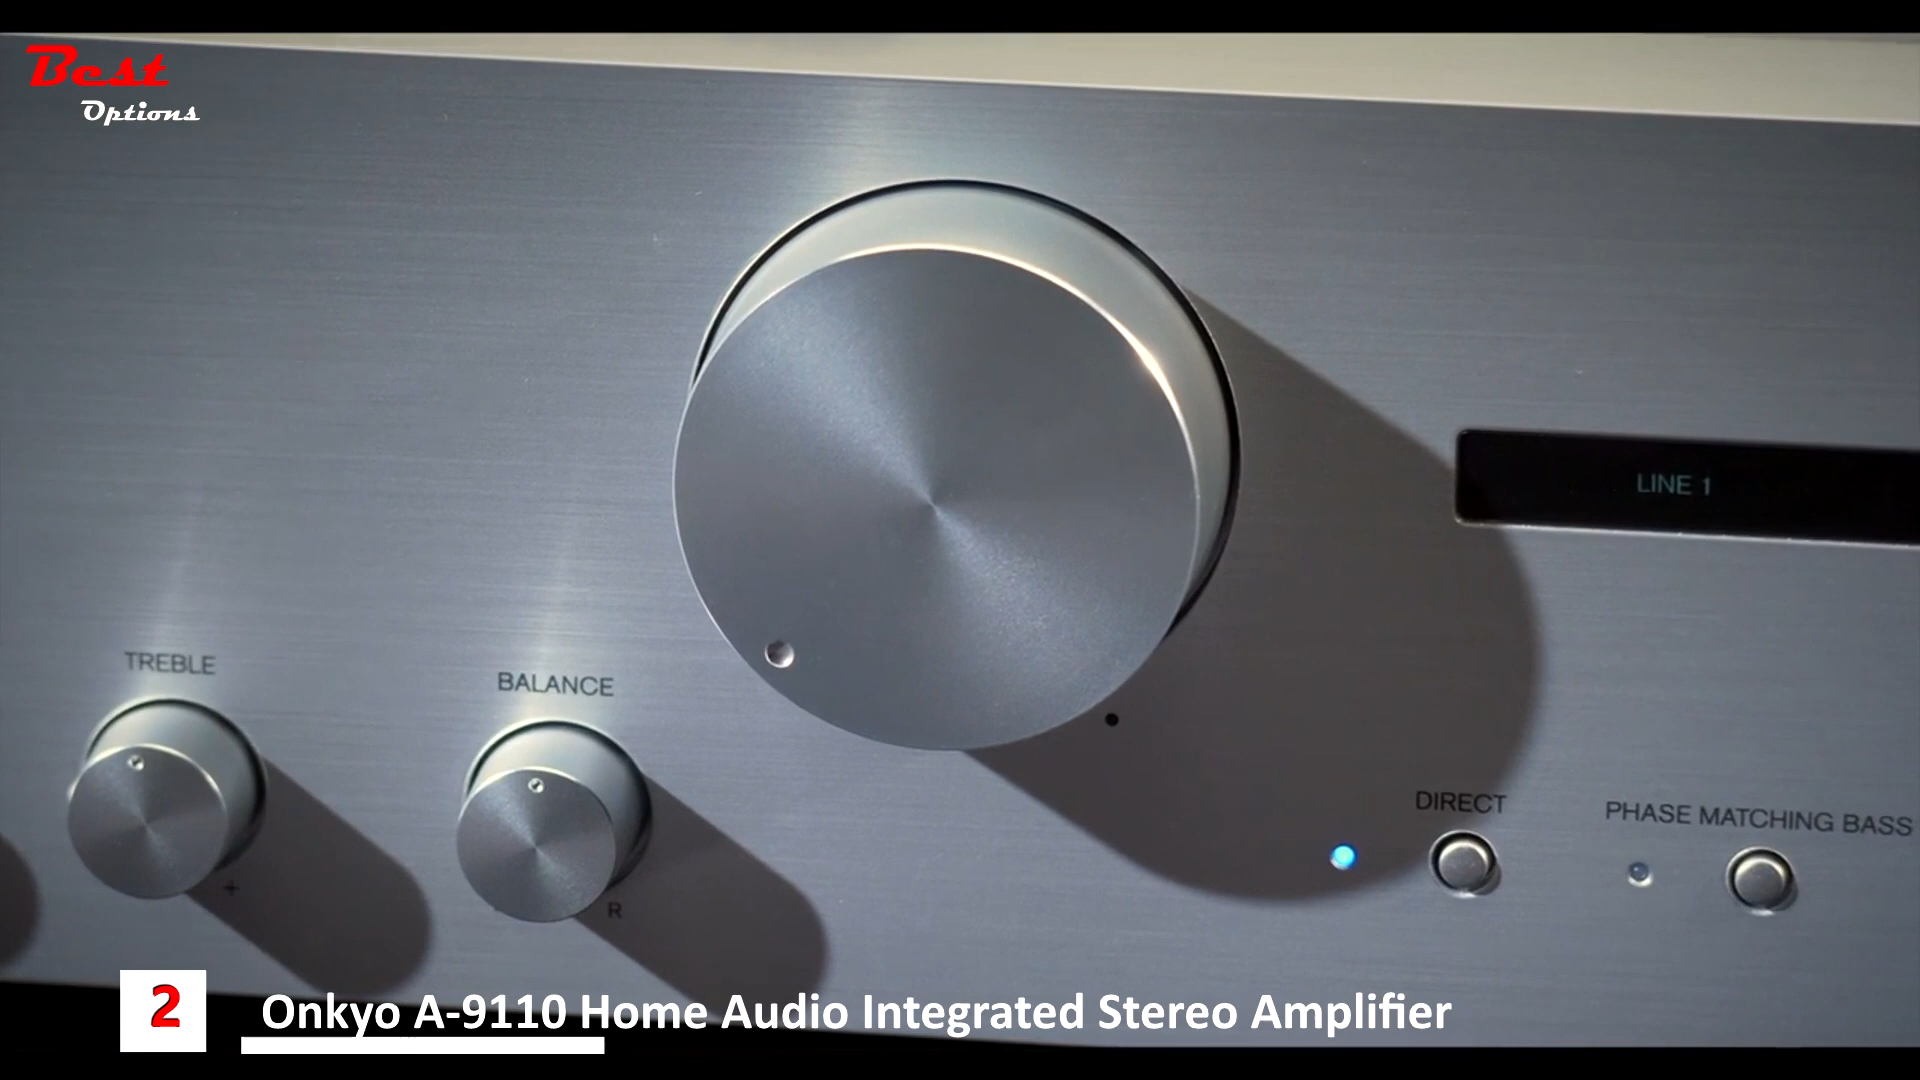 Best
Options
LINE 1
TREBLE
BALANCE
DIRECT
PHASE MATCHING BASS
+
R
2
Onkyo A-9110 Home Audio Integrated Stereo Amplifier